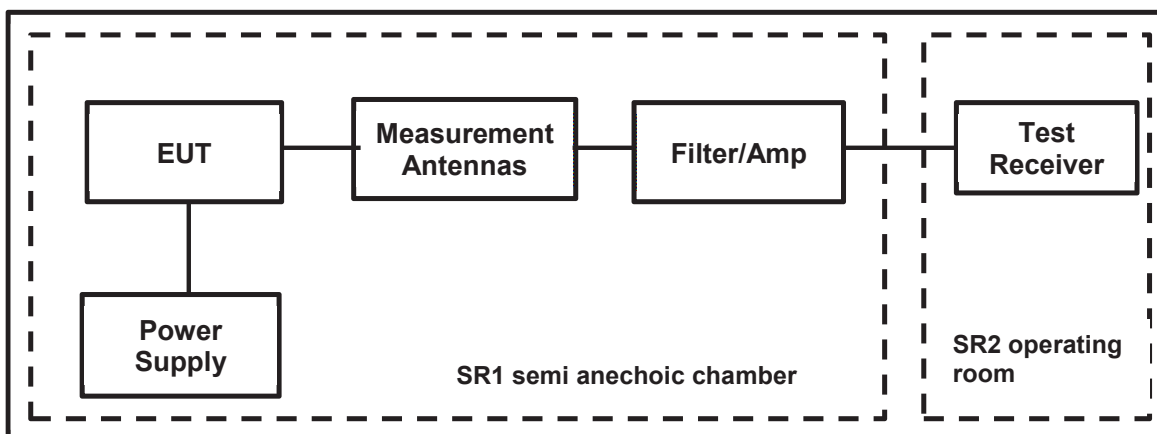 EUT
Measurement
Antennas
Filter/Amp
Test
Receiver
Power
Supply
SR1 semi anechoic chamber
SR2 operating
room